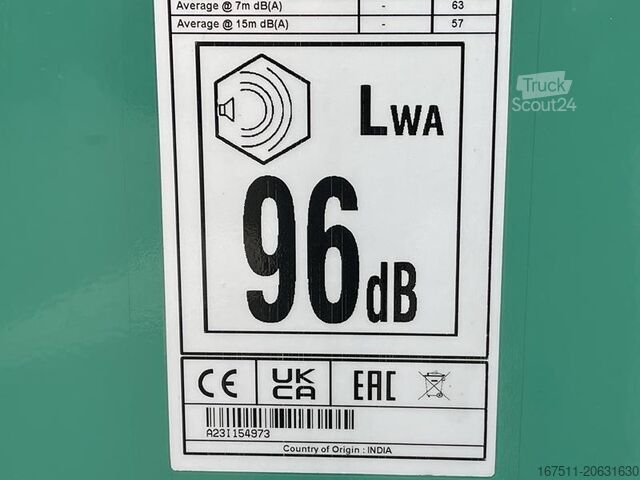 Average @ 7m dB(A) - 63
Average @ 15m dB(A) - 57
Truck
Scout24
LWA
96dB
CE UK CA EAC
A23I154973
Country of Origin : INDIA
167511-20631630